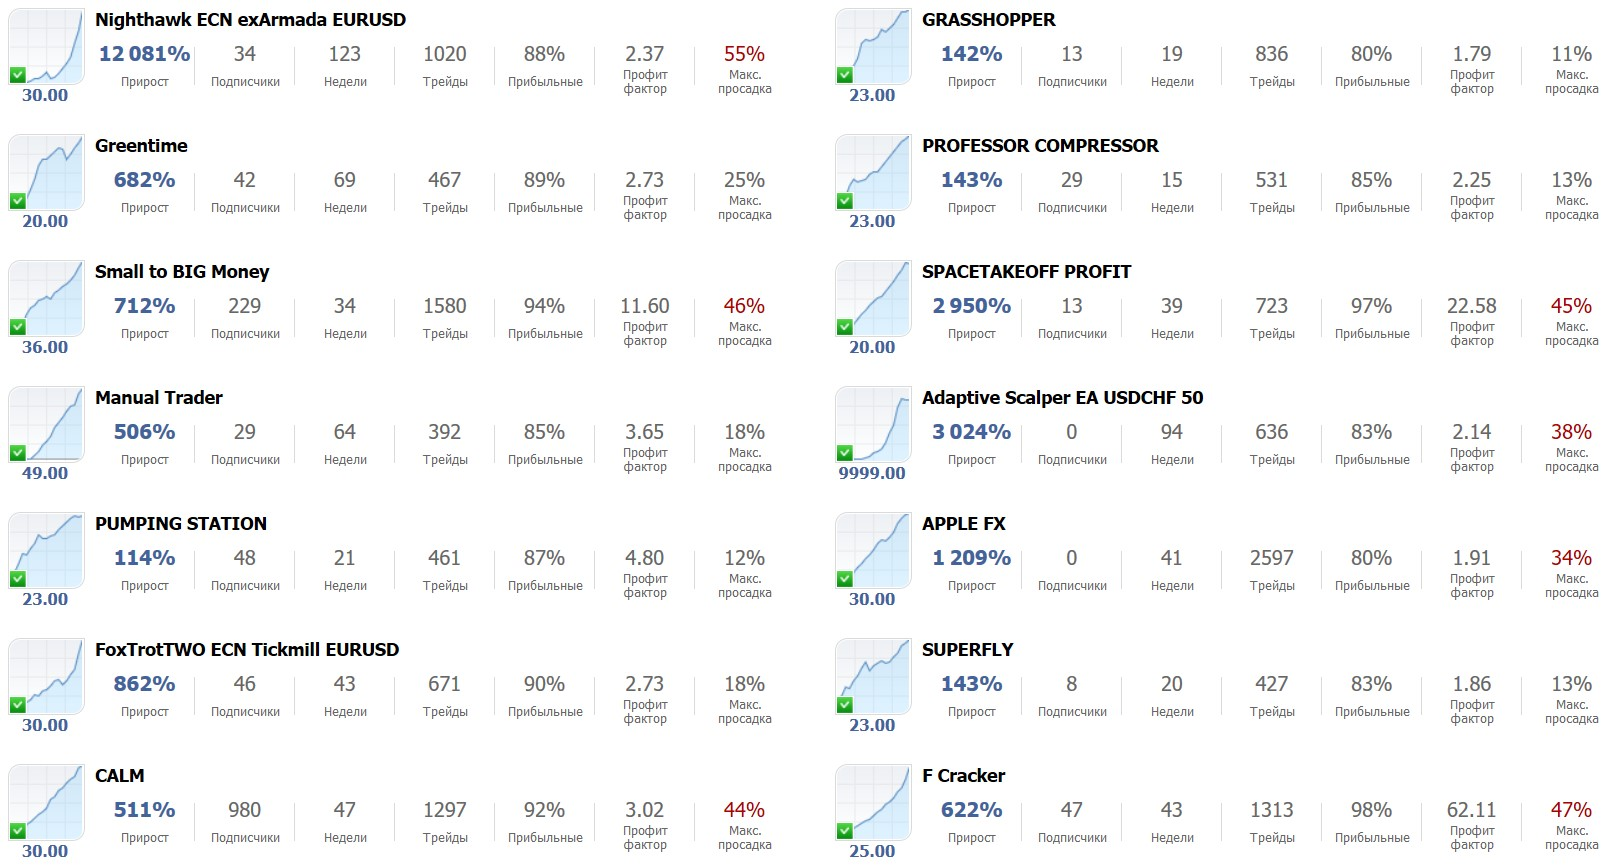 Nighthawk ECN exArmada EURUSD
12 081% 34 123 1020 88% 2.37 55%
Прирост Подписчики Недели Трейды Прибыльные Профит фактор Макс. просадка
30.00
GRASSHOPPER
142% 13 19 836 80% 1.79 11%
Прирост Подписчики Недели Трейды Прибыльные Профит фактор Макс. просадка
23.00
Greentime
682% 42 69 467 89% 2.73 25%
Прирост Подписчики Недели Трейды Прибыльные Профит фактор Макс. просадка
20.00
PROFESSOR COMPRESSOR
143% 29 15 531 85% 2.25 13%
Прирост Подписчики Недели Трейды Прибыльные Профит фактор Макс. просадка
23.00
Small to BIG Money
712% 229 34 1580 94% 11.60 46%
Прирост Подписчики Недели Трейды Прибыльные Профит фактор Макс. просадка
36.00
SPACETAKEOFF PROFIT
2 950% 13 39 723 97% 22.58 45%
Прирост Подписчики Недели Трейды Прибыльные Профит фактор Макс. просадка
20.00
Manual Trader
506% 29 64 392 85% 3.65 18%
Прирост Подписчики Недели Трейды Прибыльные Профит фактор Макс. просадка
49.00
Adaptive Scalper EA USDCHF 50
3 024% 0 94 636 83% 2.14 38%
Прирост Подписчики Недели Трейды Прибыльные Профит фактор Макс. просадка
9999.00
PUMPING STATION
114% 48 21 461 87% 4.80 12%
Прирост Подписчики Недели Трейды Прибыльные Профит фактор Макс. просадка
23.00
APPLE FX
1 209% 0 41 2597 80% 1.91 34%
Прирост Подписчики Недели Трейды Прибыльные Профит фактор Макс. просадка
30.00
FoxTrotTWO ECN Tickmill EURUSD
862% 46 43 671 90% 2.73 18%
Прирост Подписчики Недели Трейды Прибыльные Профит фактор Макс. просадка
30.00
SUPERFLY
143% 8 20 427 83% 1.86 13%
Прирост Подписчики Недели Трейды Прибыльные Профит фактор Макс. просадка
23.00
CALM
511% 980 47 1297 92% 3.02 44%
Прирост Подписчики Недели Трейды Прибыльные Профит фактор Макс. просадка
30.00
F Cracker
622% 47 43 1313 98% 62.11 47%
Прирост Подписчики Недели Трейды Прибыльные Профит фактор Макс. просадка
25.00